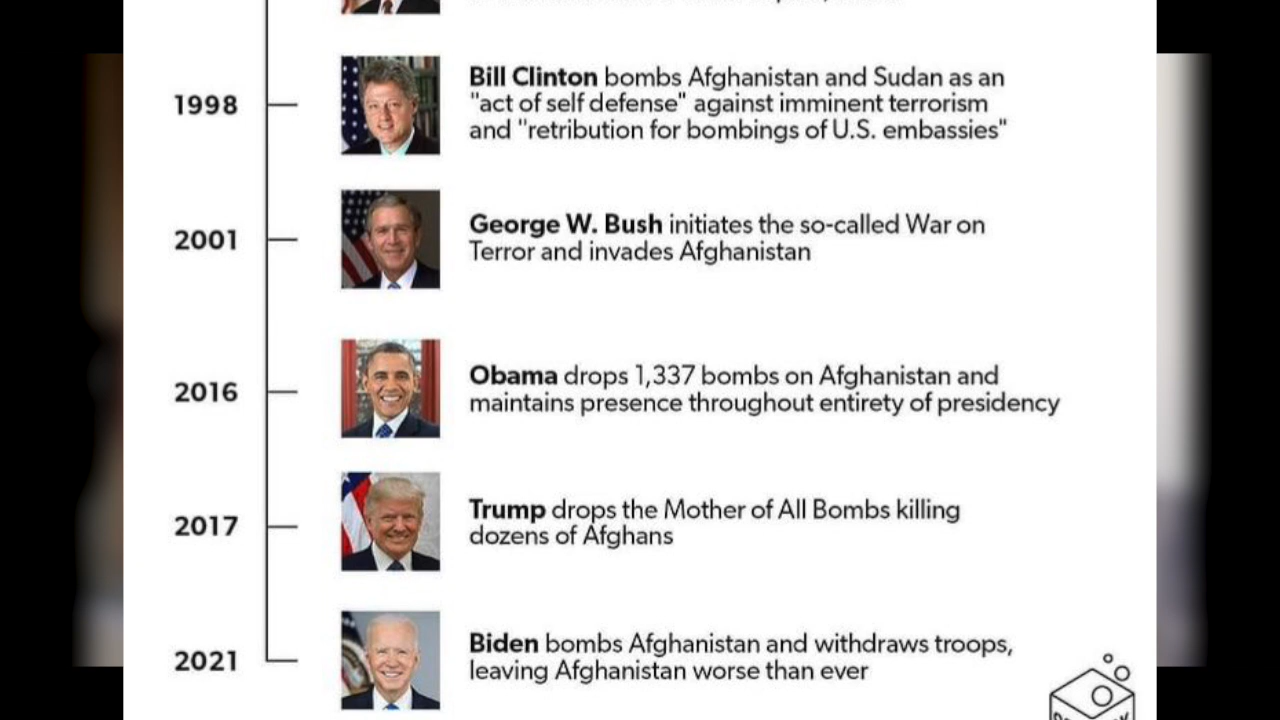 1998
Bill Clinton bombs Afghanistan and Sudan as an
"act of self defense" against imminent terrorism
and "retribution for bombings of U.S. embassies"
2001
George W. Bush initiates the so-called War on
Terror and invades Afghanistan
2016
Obama drops 1,337 bombs on Afghanistan and
maintains presence throughout entirety of presidency
2017
Trump drops the Mother of All Bombs killing
dozens of Afghans
2021
Biden bombs Afghanistan and withdraws troops,
leaving Afghanistan worse than ever